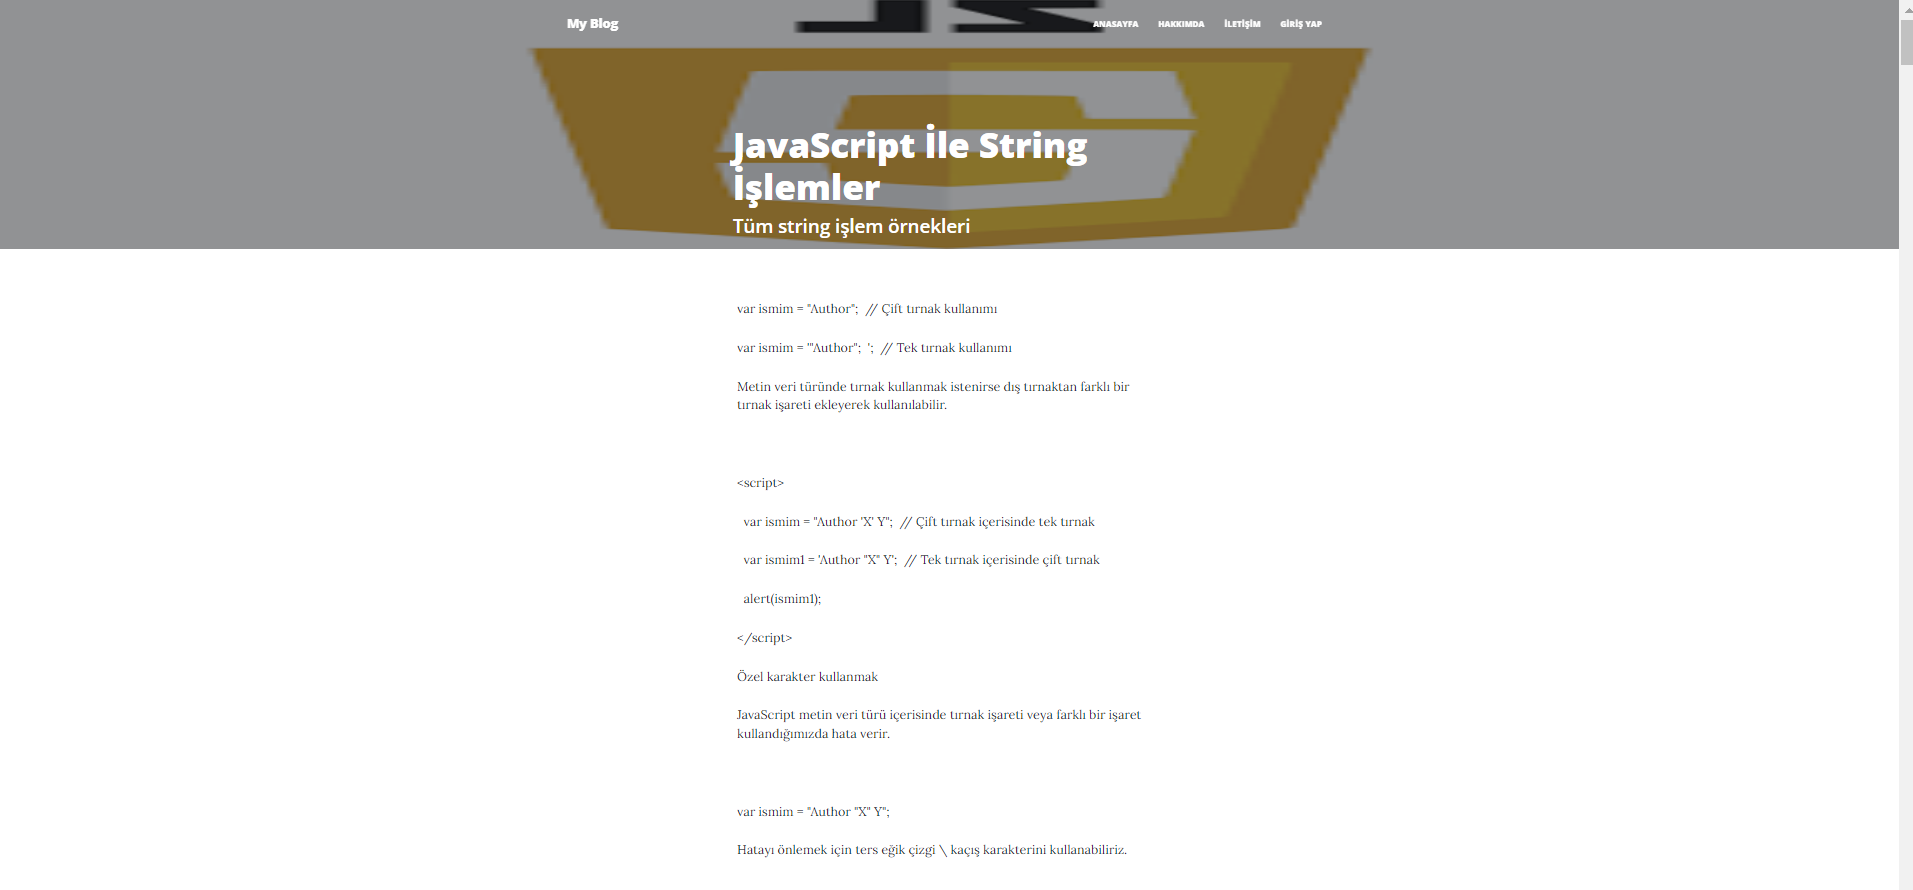 My Blog
ANASAYFA HAKKIMDA İLETİŞİM GİRİŞ YAP
JavaScript İle String
İşlemler
Tüm string işlem örnekleri
var ismim = "Author";  // Çift tırnak kullanımı
var ismim = '"Author";  ';  // Tek tırnak kullanımı
Metin veri türünde tırnak kullanmak istenirse dış tırnaktan farklı bir
tırnak işareti ekleyerek kullanılabilir.
<script>
var ismim = "Author 'X' Y";  // Çift tırnak içerisinde tek tırnak
var ismim1 = 'Author "X" Y';  // Tek tırnak içerisinde çift tırnak
alert(ismim1);
</script>
Özel karakter kullanmak
JavaScript metin veri türü içerisinde tırnak işareti veya farklı bir işaret
kullandığımızda hata verir.
var ismim = "Author "X" Y";
Hatayı önlemek için ters eğik çizgi \ kaçış karakterini kullanabiliriz.